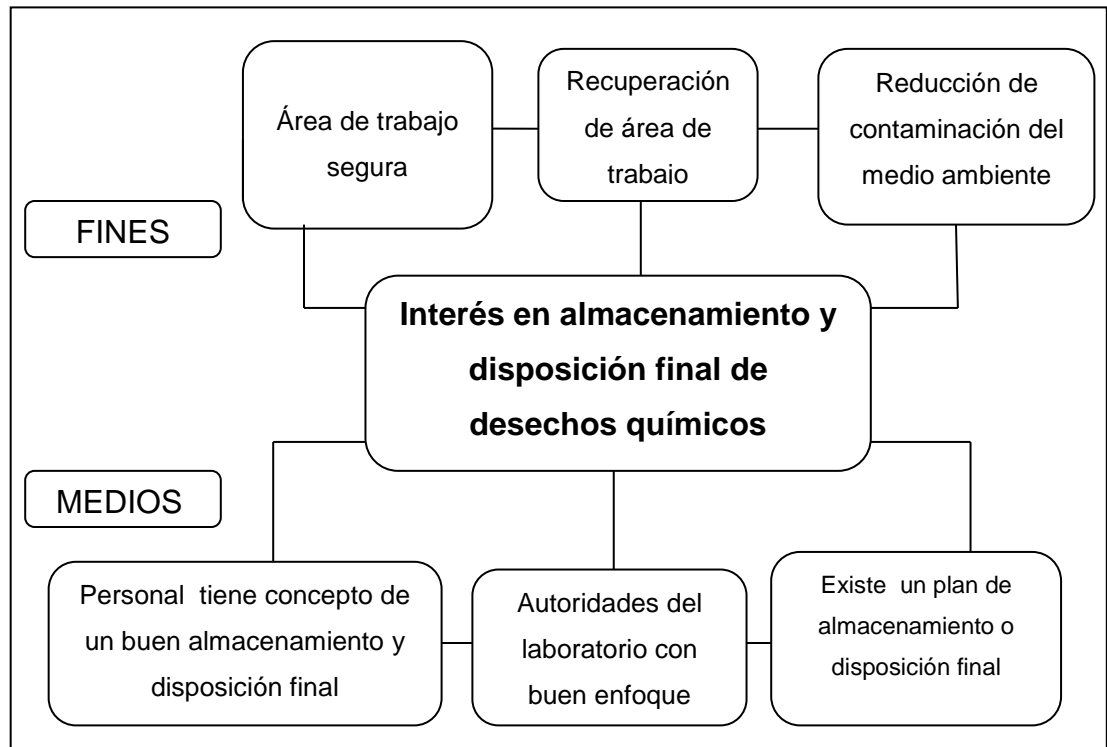 Área de trabajo
segura
Recuperación
de área de
trabajo
Reducción de
contaminación del
medio ambiente
FINES
Interés en almacenamiento y
disposición final de
desechos químicos
MEDIOS
Personal tiene concepto de
un buen almacenamiento y
disposición final
Autoridades del
laboratorio con
buen enfoque
Existe un plan de
almacenamiento o
disposición final